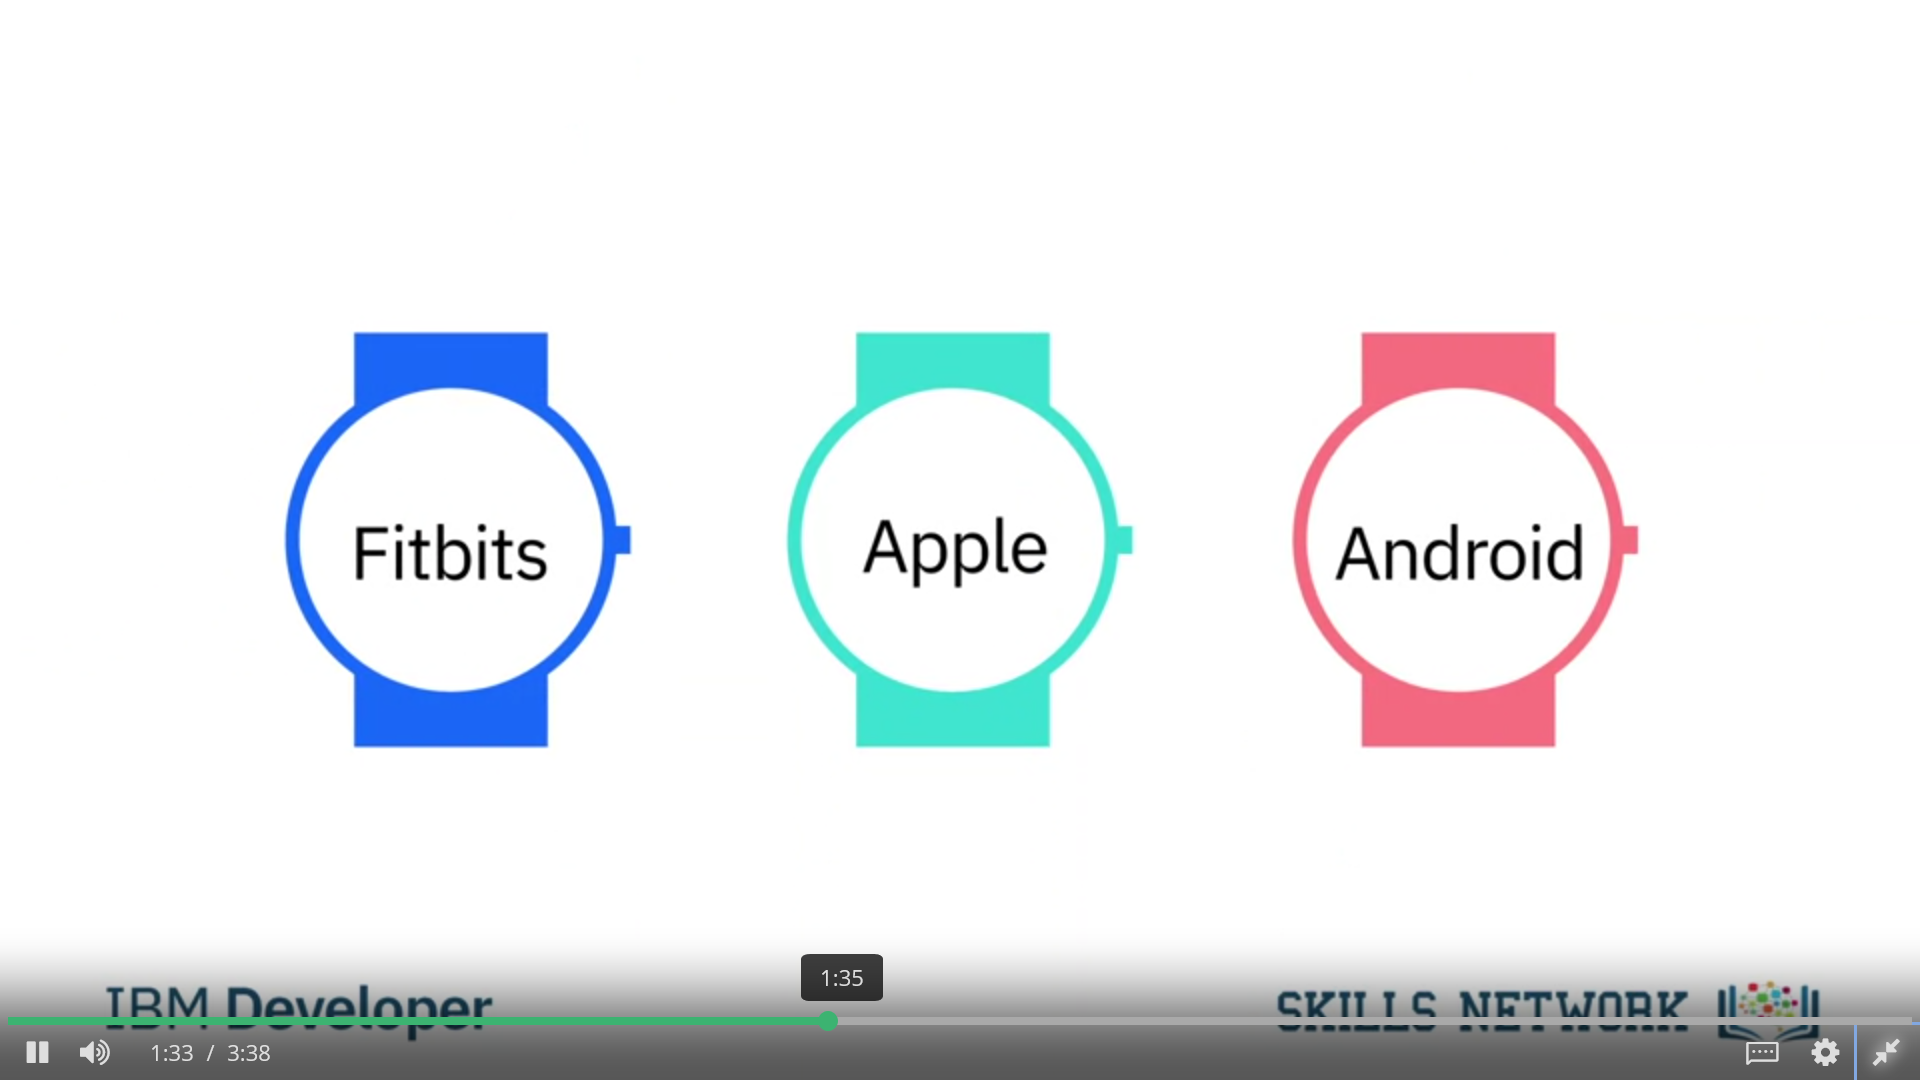 Fitbits
Apple
Android
1:35
IBM Developer
SKILLS NETWORK
1:33 / 3:38